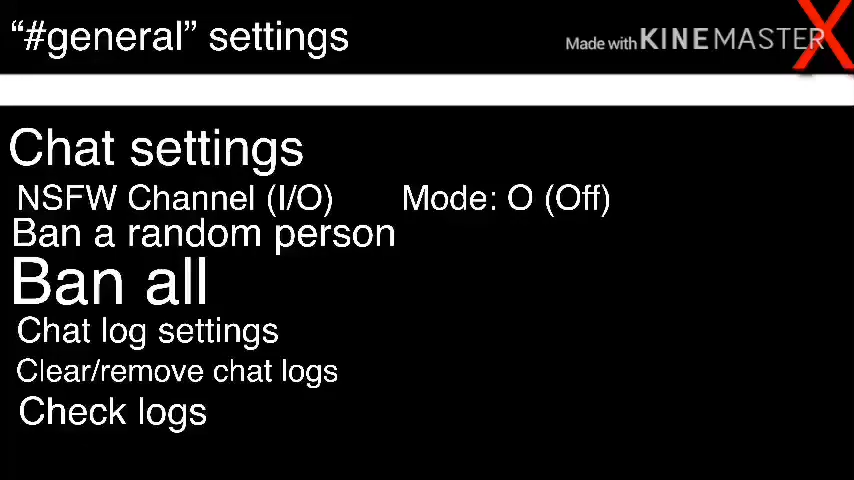 “#general” settings
Made with KINEMASTER
X
Chat settings
NSFW Channel (I/O) Mode: O (Off)
Ban a random person
Ban all
Chat log settings
Clear/remove chat logs
Check logs